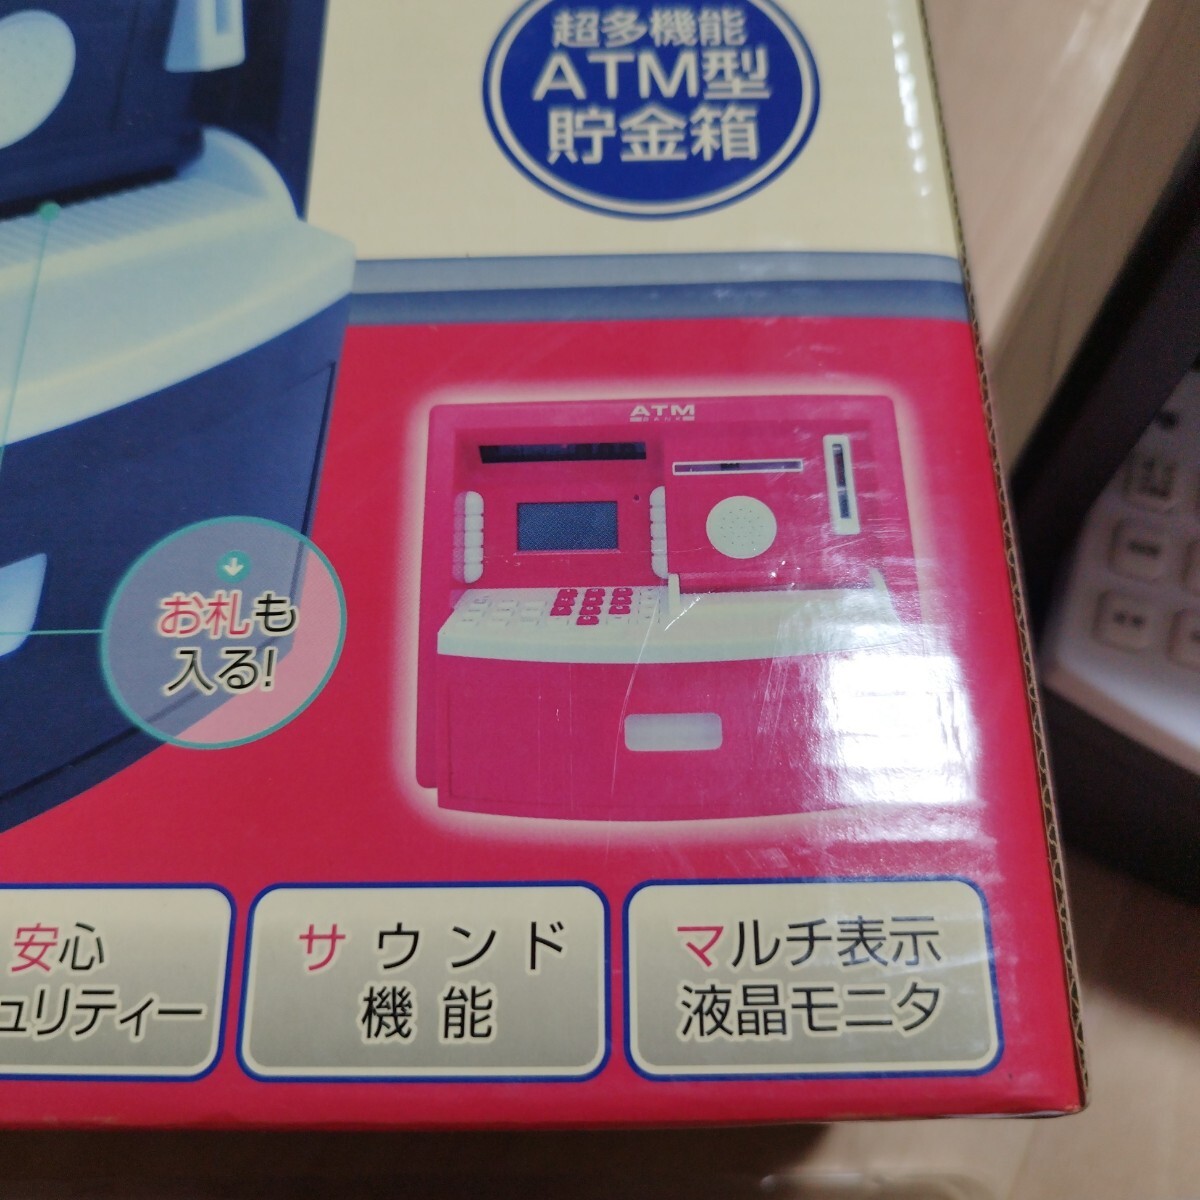 超多機能
ATM型
貯金箱
ATM
BANK
お札も
入る!
安心
ュリティー
サウンド
機能
マルチ表示
液晶モニタ